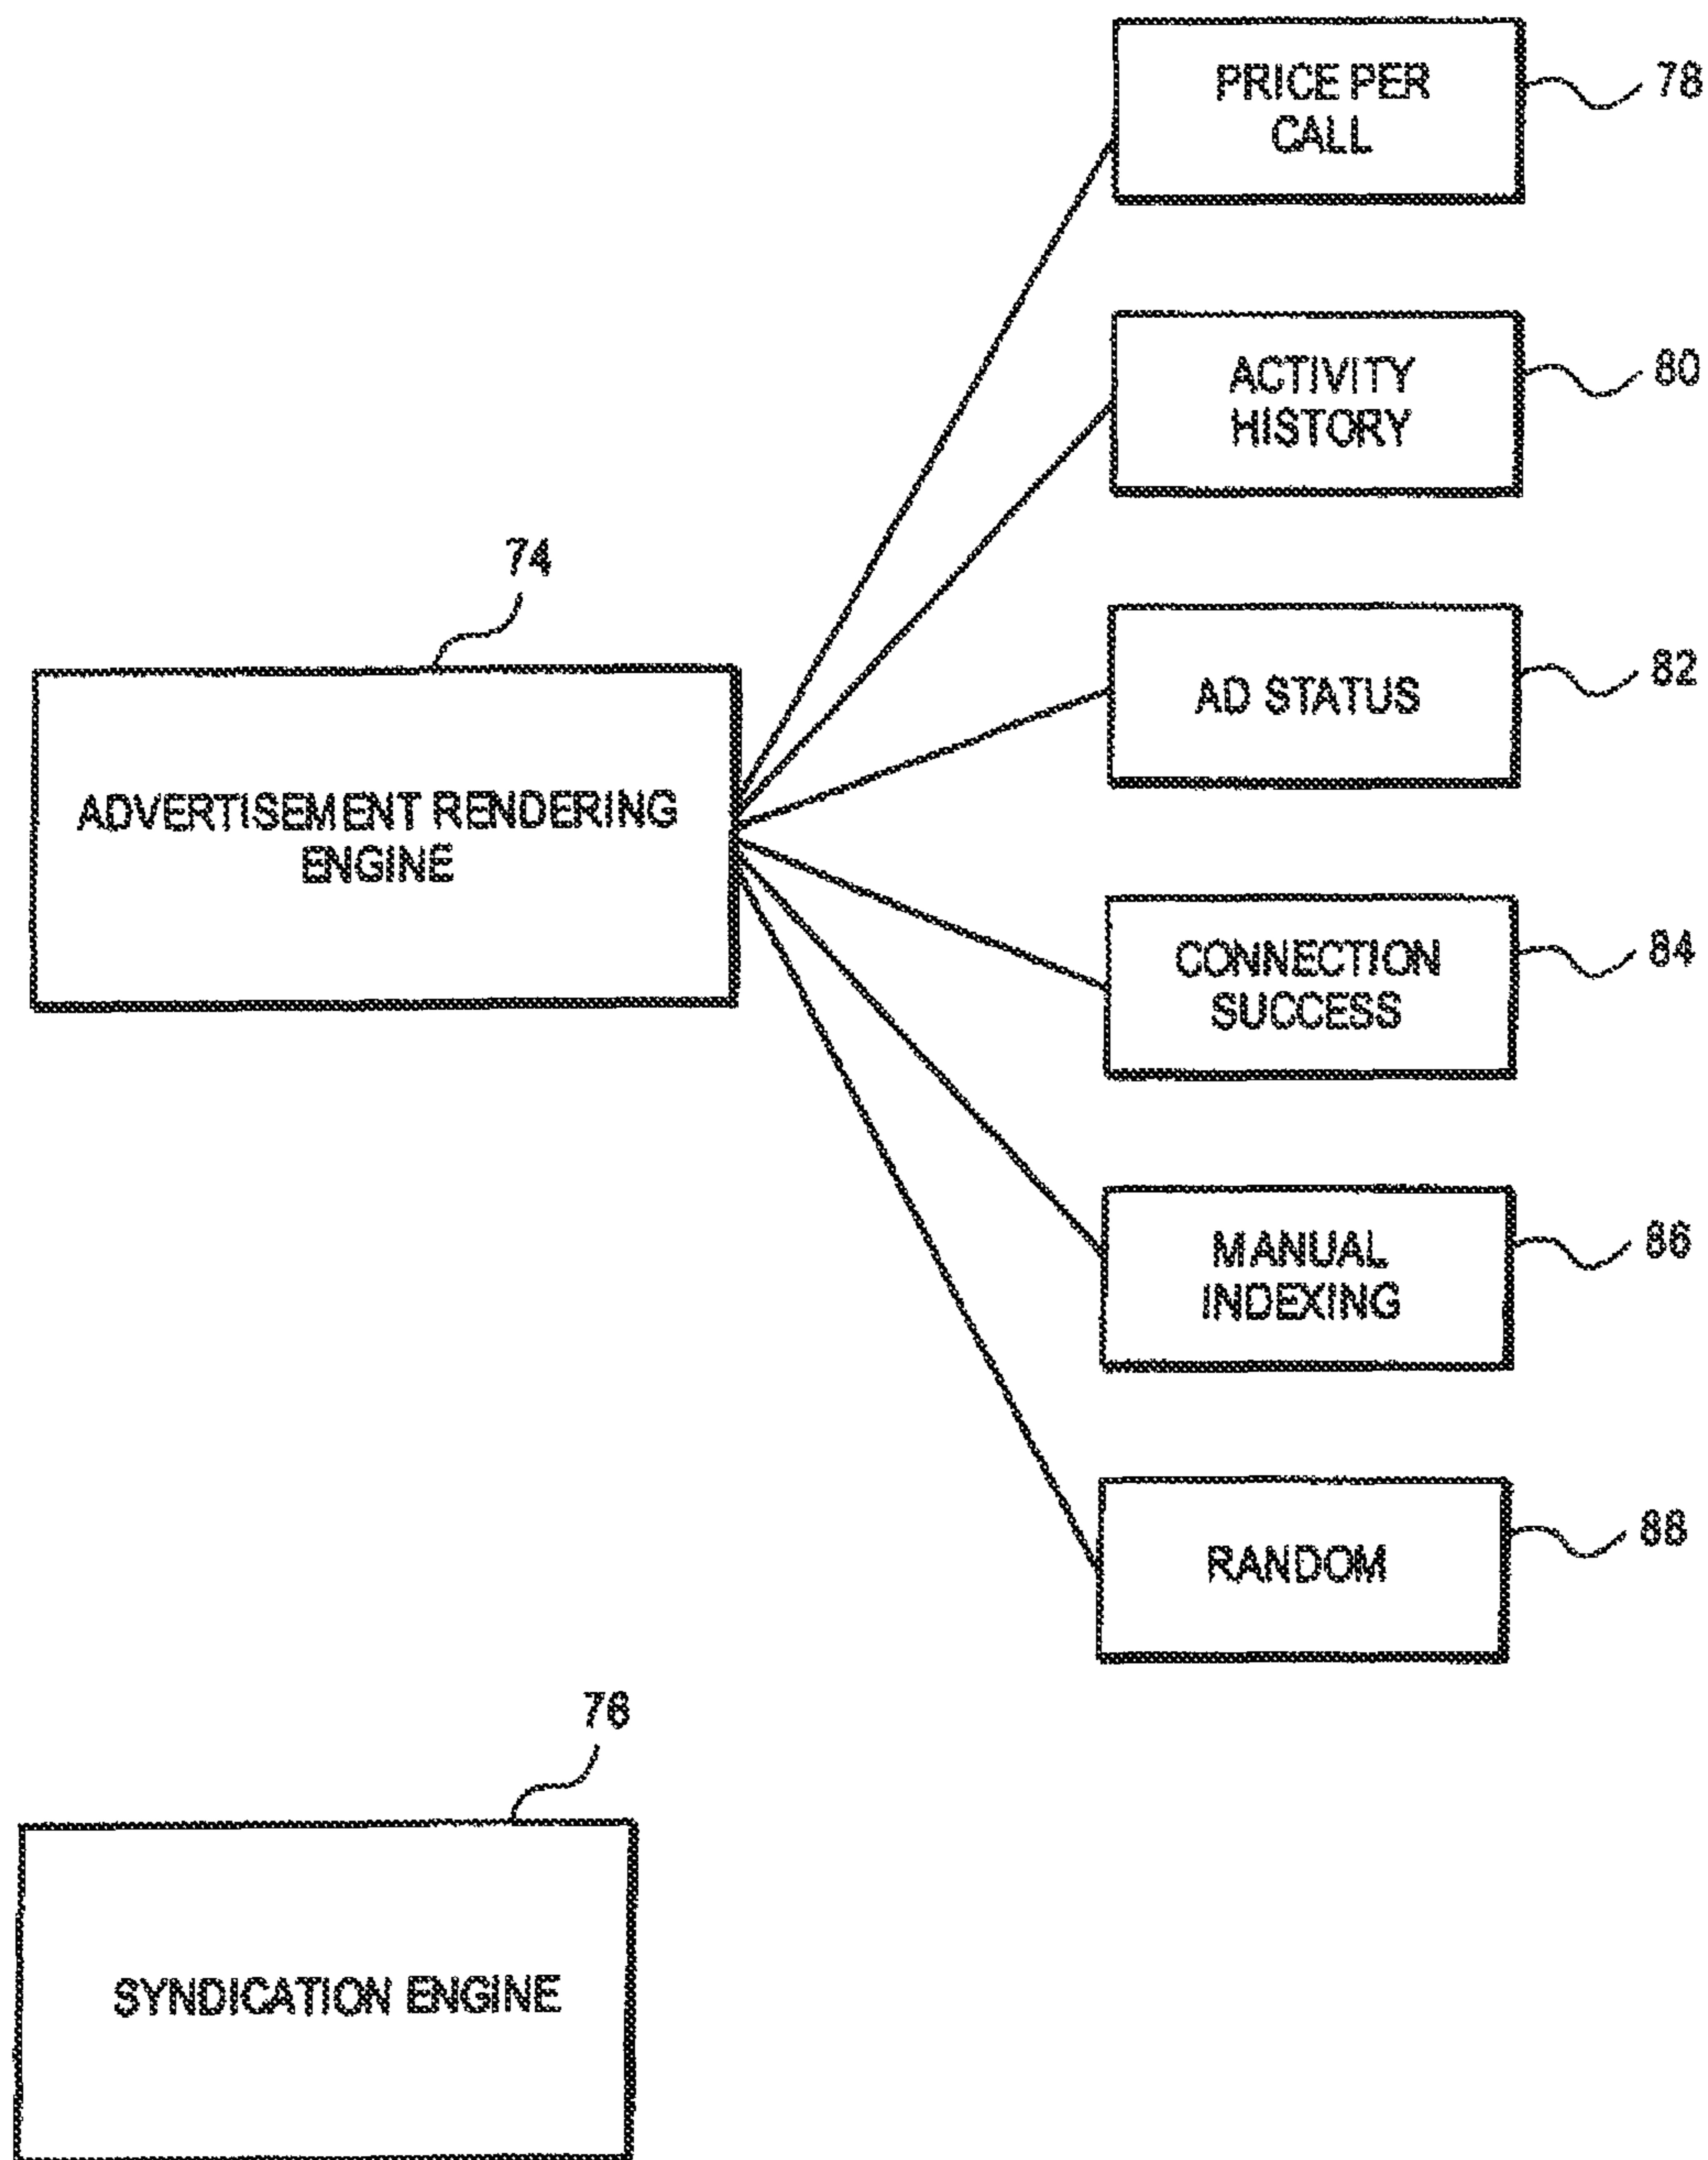 PRICE PER
CALL
78
ACTIVITY
HISTORY
80
74
AD STATUS
82
ADVERTISEMENT RENDERING
ENGINE
CONNECTION
SUCCESS
84
MANUAL
INDEXING
86
RANDOM
88
76
SYNDICATION ENGINE